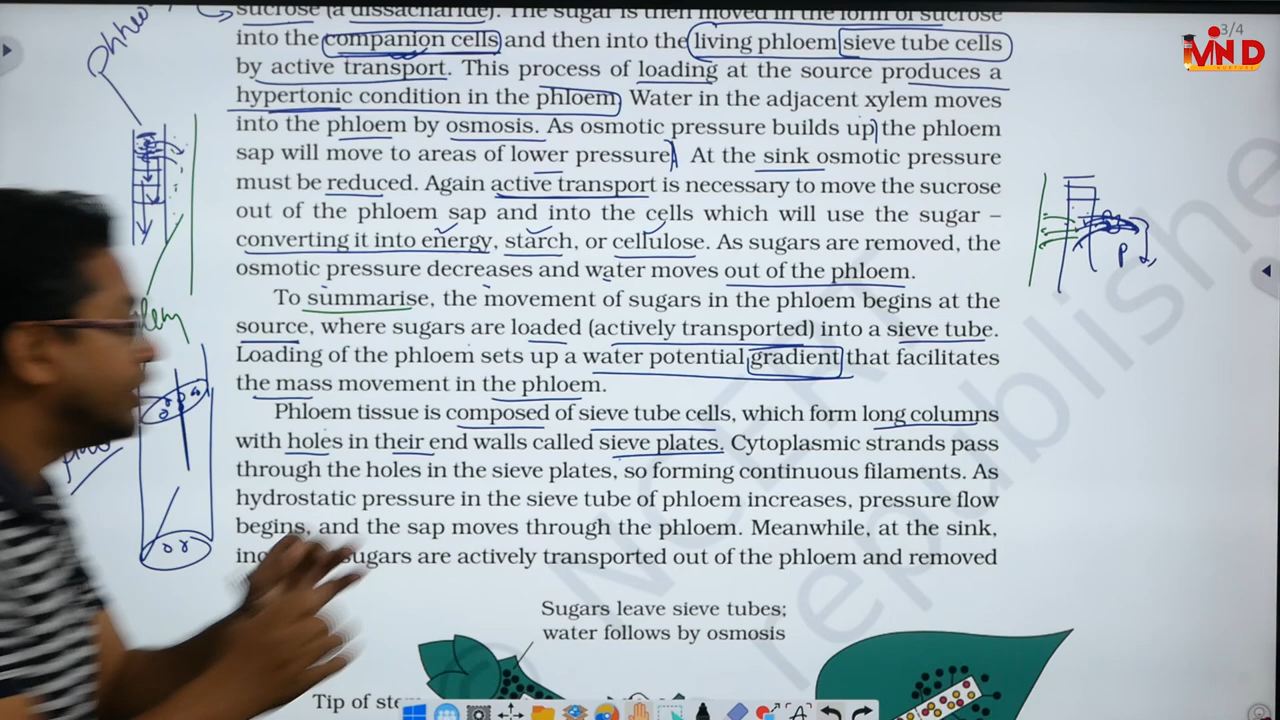 3/4
MIND
sucrose (a dissacharide). The sugar is then moved in the form of sucrose
into the companion cells and then into the living phloem sieve tube cells
by active transport. This process of loading at the source produces a
hypertonic condition in the phloem. Water in the adjacent xylem moves
into the phloem by osmosis. As osmotic pressure builds up the phloem
sap will move to areas of lower pressure. At the sink osmotic pressure
must be reduced. Again active transport is necessary to move the sucrose
out of the phloem sap and into the cells which will use the sugar –
converting it into energy, starch, or cellulose. As sugars are removed, the
osmotic pressure decreases and water moves out of the phloem.
To summarise, the movement of sugars in the phloem begins at the
source, where sugars are loaded (actively transported) into a sieve tube.
Loading of the phloem sets up a water potential gradient that facilitates
the mass movement in the phloem.
Phloem tissue is composed of sieve tube cells, which form long columns
with holes in their end walls called sieve plates. Cytoplasmic strands pass
through the holes in the sieve plates, so forming continuous filaments. As
hydrostatic pressure in the sieve tube of phloem increases, pressure flow
begins, and the sap moves through the phloem. Meanwhile, at the sink,
sugars are actively transported out of the phloem and removed
Sugars leave sieve tubes;
water follows by osmosis
Tip of
P